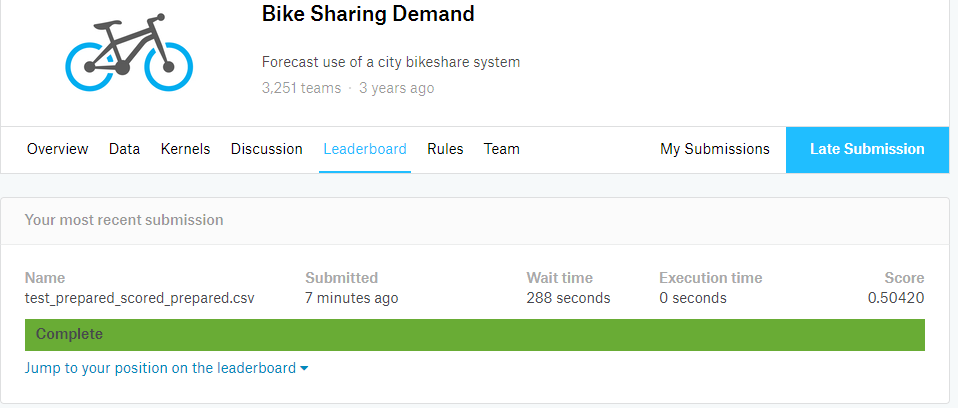 Bike Sharing Demand
Forecast use of a city bikeshare system
3,251 teams · 3 years ago
Overview Data Kernels Discussion Leaderboard Rules Team My Submissions Late Submission
Your most recent submission
Name Submitted Wait time Execution time Score
test_prepared_scored_prepared.csv 7 minutes ago 288 seconds 0 seconds 0.50420
Complete
Jump to your position on the leaderboard